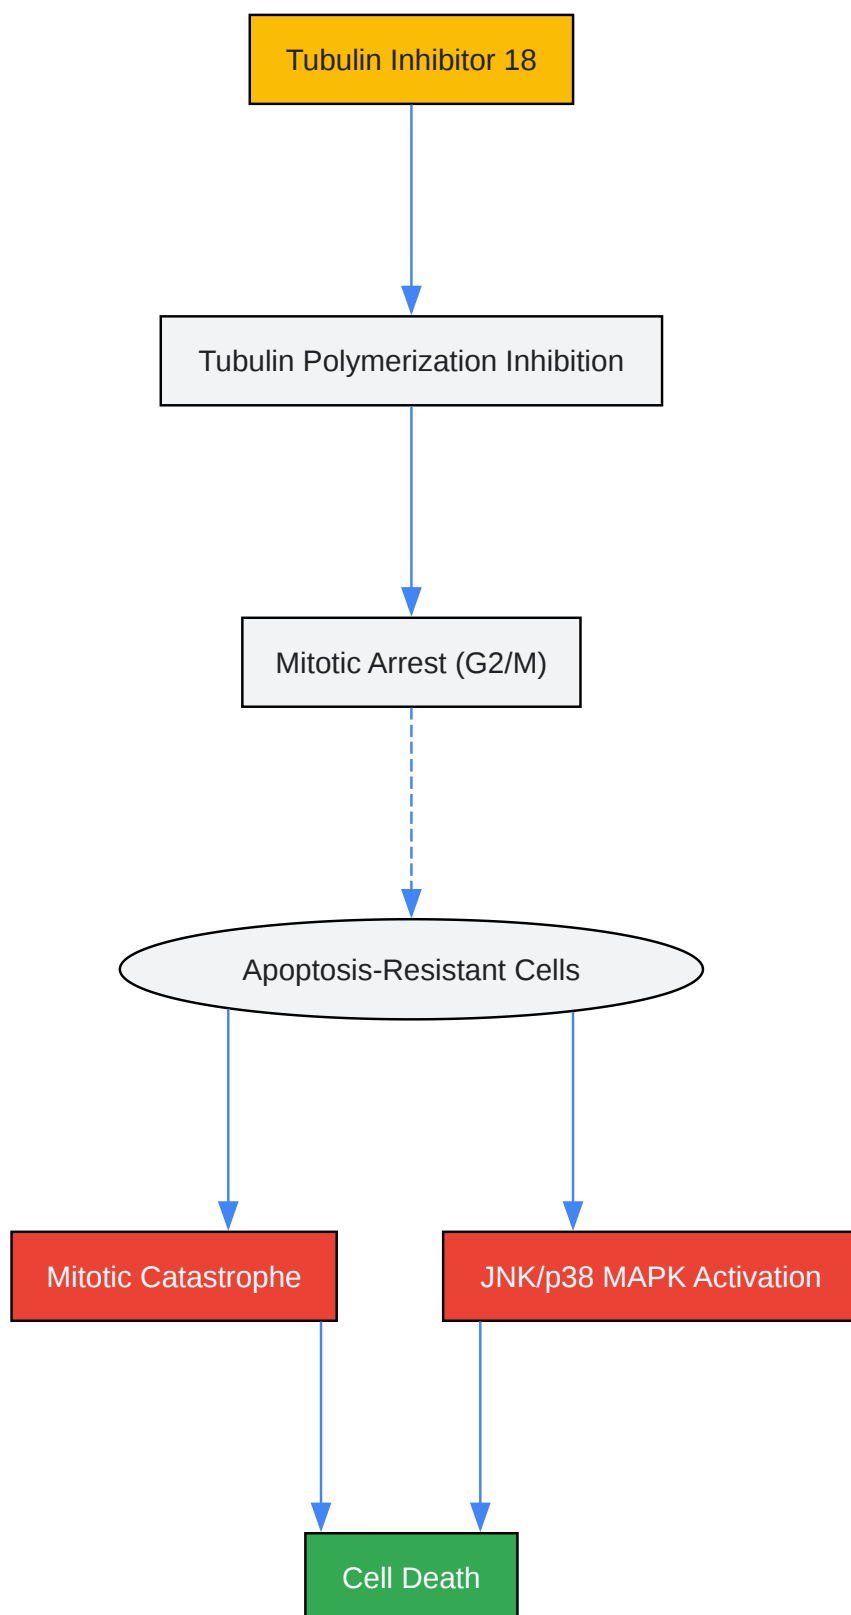 Tubulin Inhibitor 18
Tubulin Polymerization Inhibition
Mitotic Arrest (G2/M)
Apoptosis-Resistant Cells
Mitotic Catastrophe
JNK/p38 MAPK Activation
Cell Death